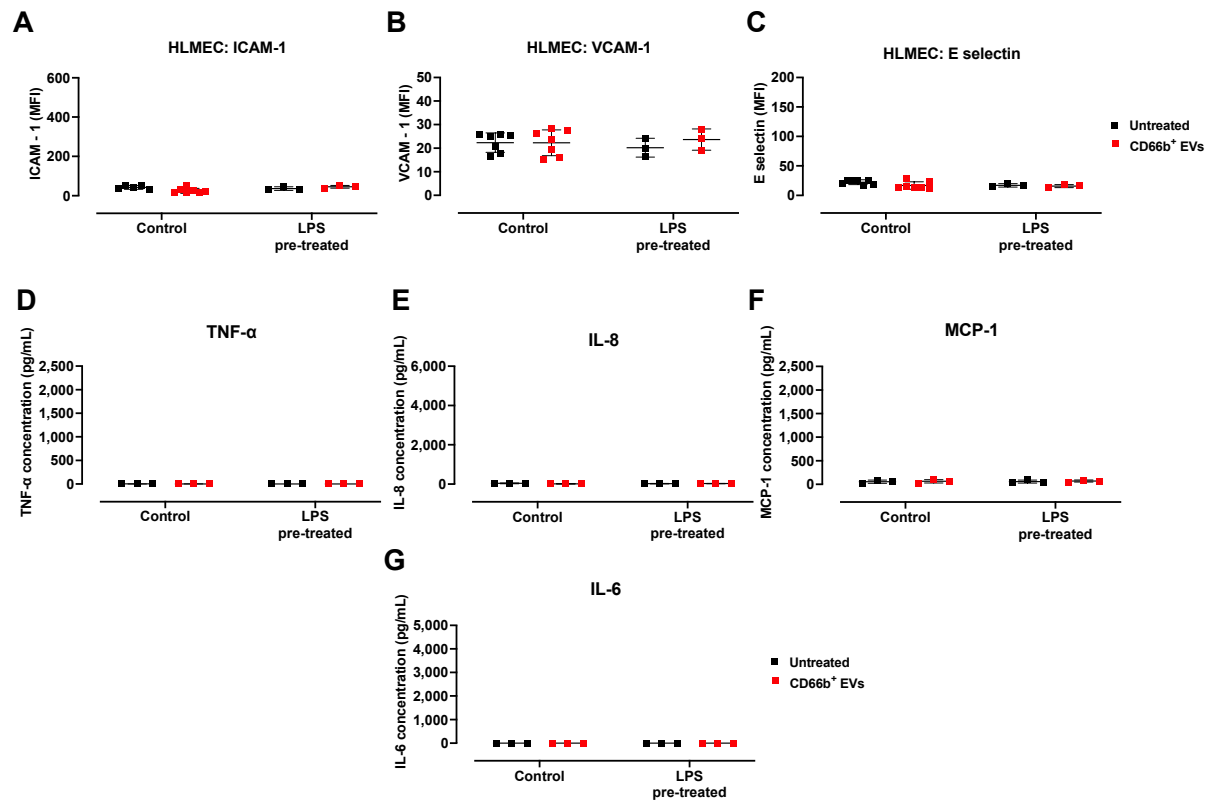 A
HLMEC: ICAM-1
ICAM - 1 (MFI)
600
400
200
0
Control
LPS
pre-treated
B
HLMEC: VCAM-1
VCAM - 1 (MFI)
50
40
30
20
10
0
Control
LPS
pre-treated
C
HLMEC: E selectin
E selectin (MFI)
200
150
100
50
0
Control
LPS
pre-treated
Untreated
CD66b⁺ EVs
D
TNF-α
TNF-α concentration (pg/mL)
2,500
2,000
1,500
1,000
500
0
Control
LPS
pre-treated
E
IL-8
IL-8 concentration (pg/mL)
6,000
4,000
2,000
0
Control
LPS
pre-treated
F
MCP-1
MCP-1 concentration (pg/mL)
2,500
2,000
1,500
1,000
500
0
Control
LPS
pre-treated
G
IL-6
IL-6 concentration (pg/mL)
5,000
4,000
3,000
2,000
1,000
0
Control
LPS
pre-treated
Untreated
CD66b⁺ EVs